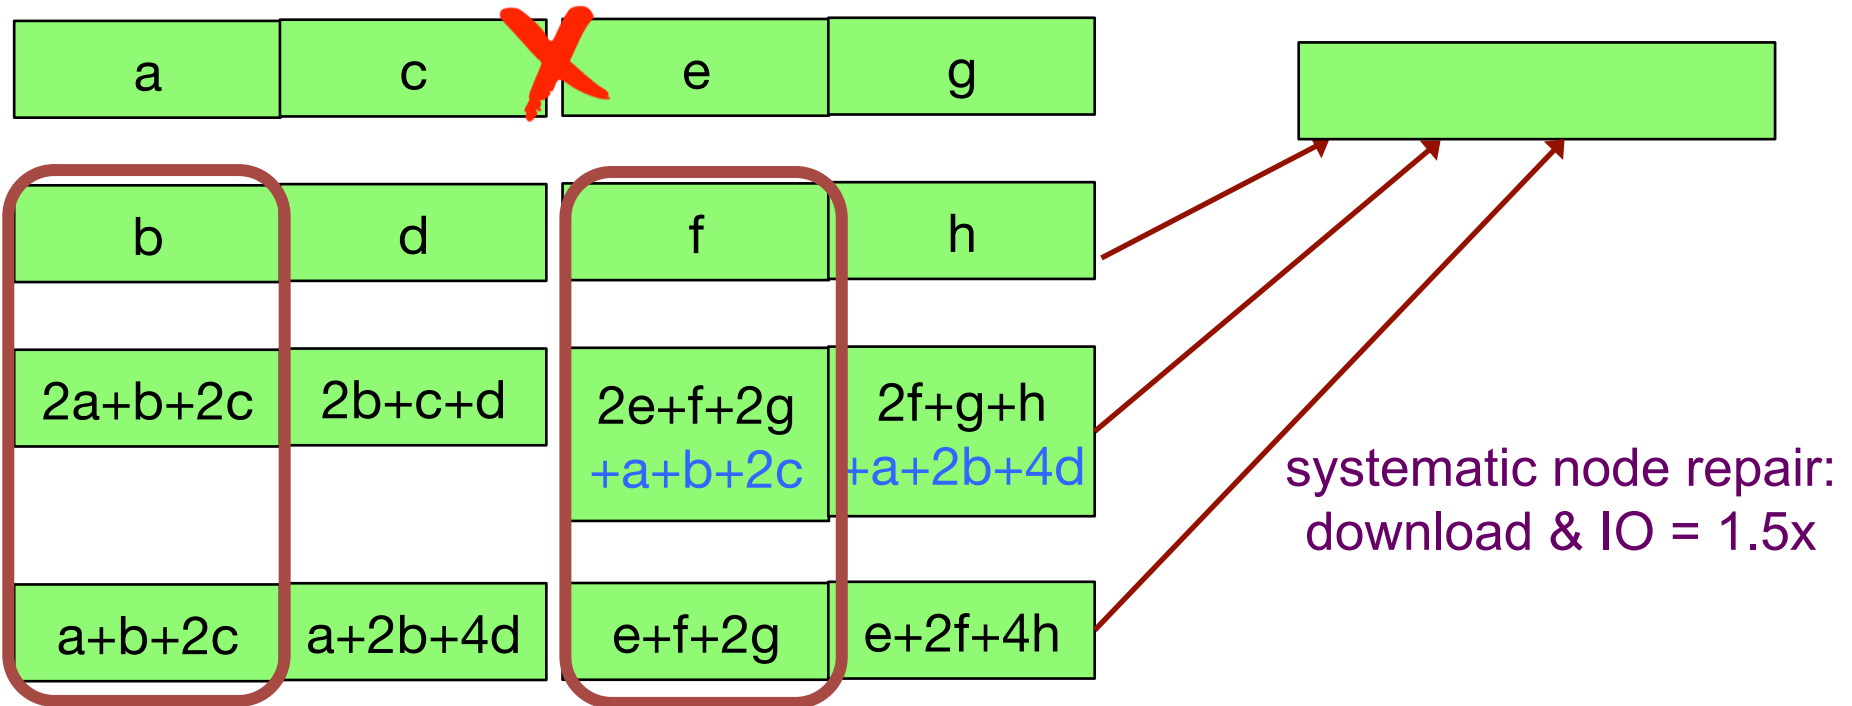 a c e g
b d f h
2a+b+2c 2b+c+d 2e+f+2g 2f+g+h
+a+b+2c +a+2b+4d
a+b+2c a+2b+4d e+f+2g e+2f+4h
systematic node repair:
download & IO = 1.5x